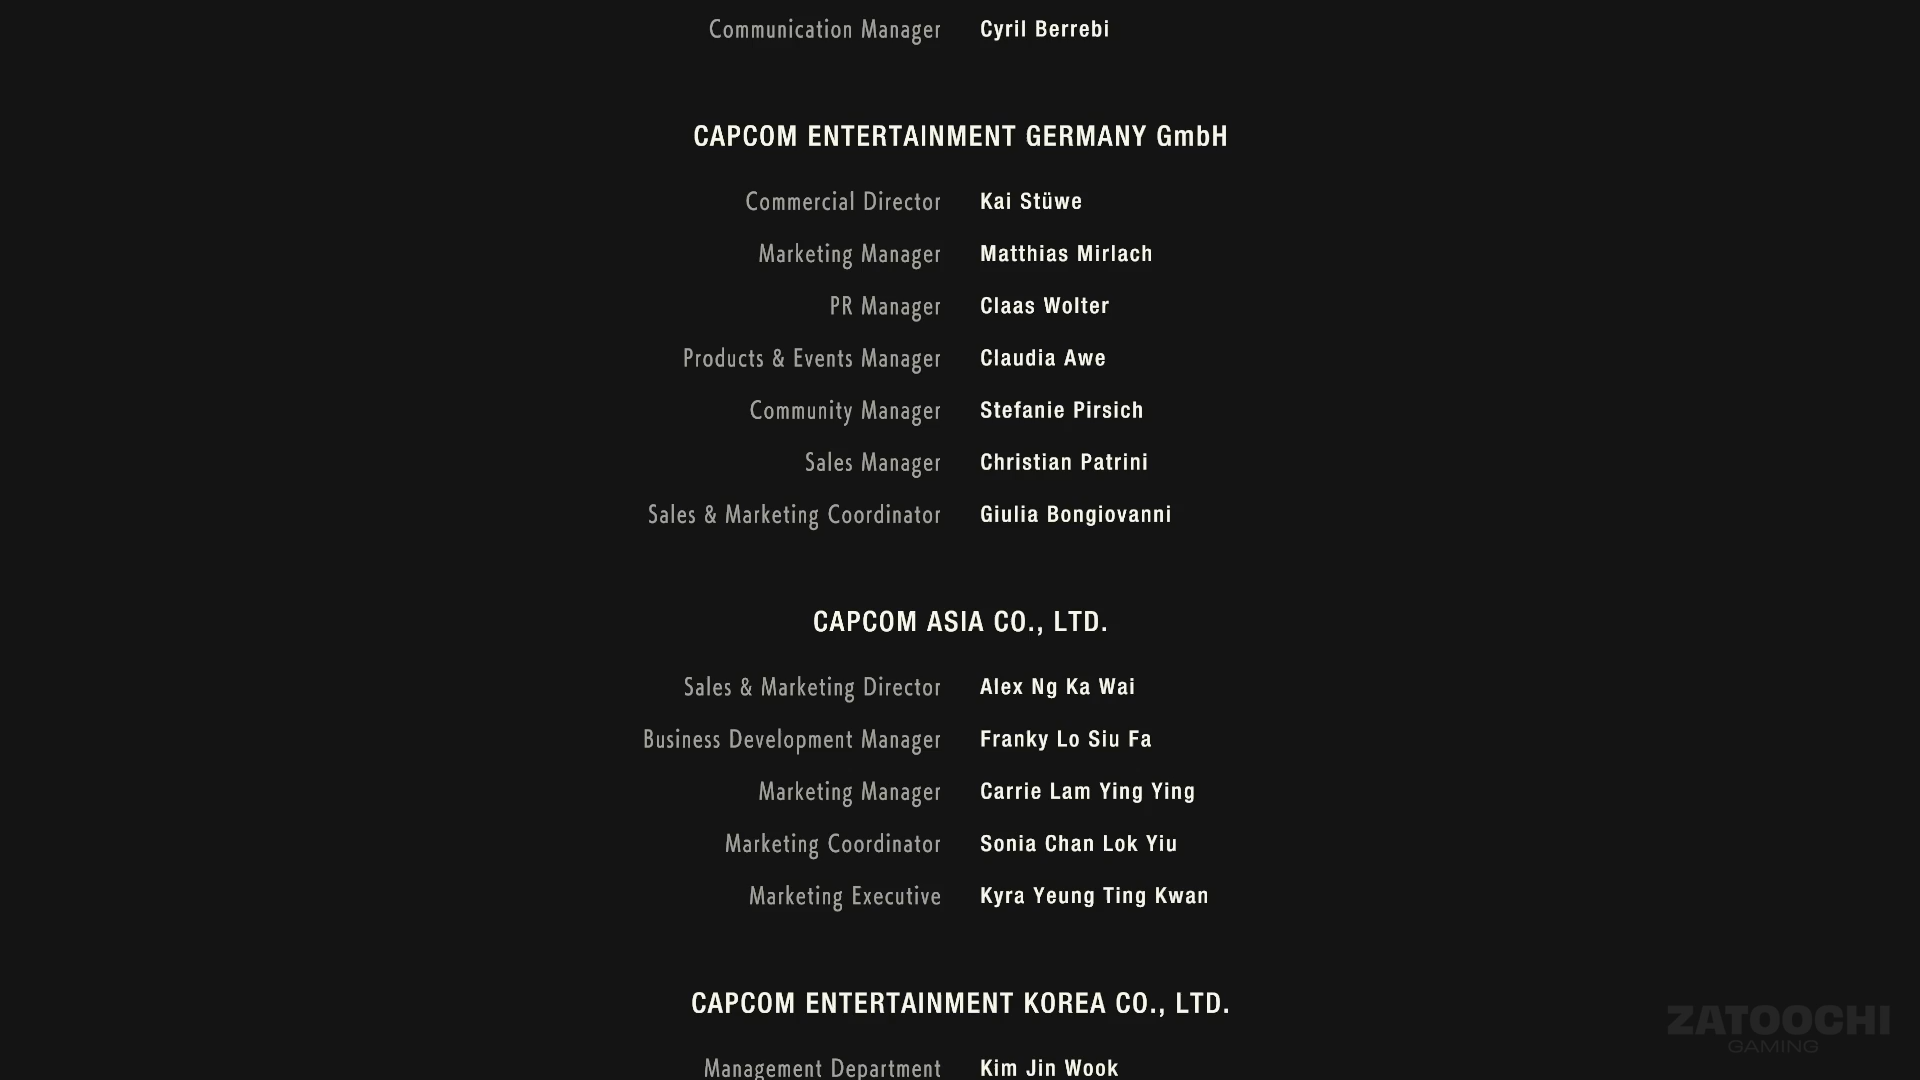 Communication Manager Cyril Berrebi
CAPCOM ENTERTAINMENT GERMANY GmbH
Commercial Director Kai Stüwe
Marketing Manager Matthias Mirlach
PR Manager Claas Wolter
Products & Events Manager Claudia Awe
Community Manager Stefanie Pirsich
Sales Manager Christian Patrini
Sales & Marketing Coordinator Giulia Bongiovanni
CAPCOM ASIA CO., LTD.
Sales & Marketing Director Alex Ng Ka Wai
Business Development Manager Franky Lo Siu Fa
Marketing Manager Carrie Lam Ying Ying
Marketing Coordinator Sonia Chan Lok Yiu
Marketing Executive Kyra Yeung Ting Kwan
CAPCOM ENTERTAINMENT KOREA CO., LTD.
Management Department Kim Jin Wook
ZATOOCHI
GAMING